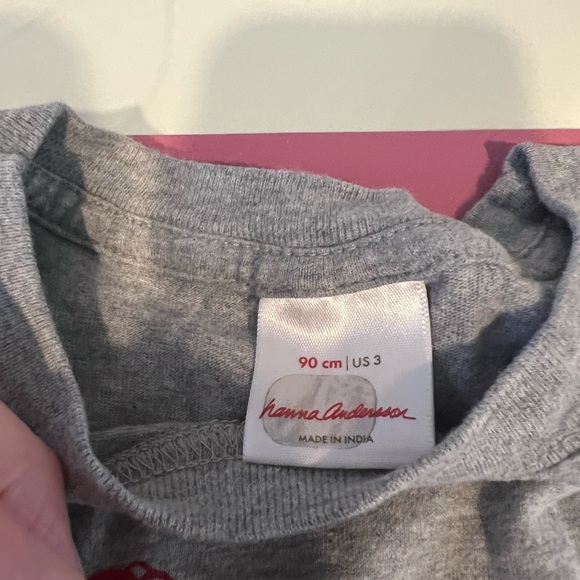 90 cm | US 3
hanna Andersson
MADE IN INDIA